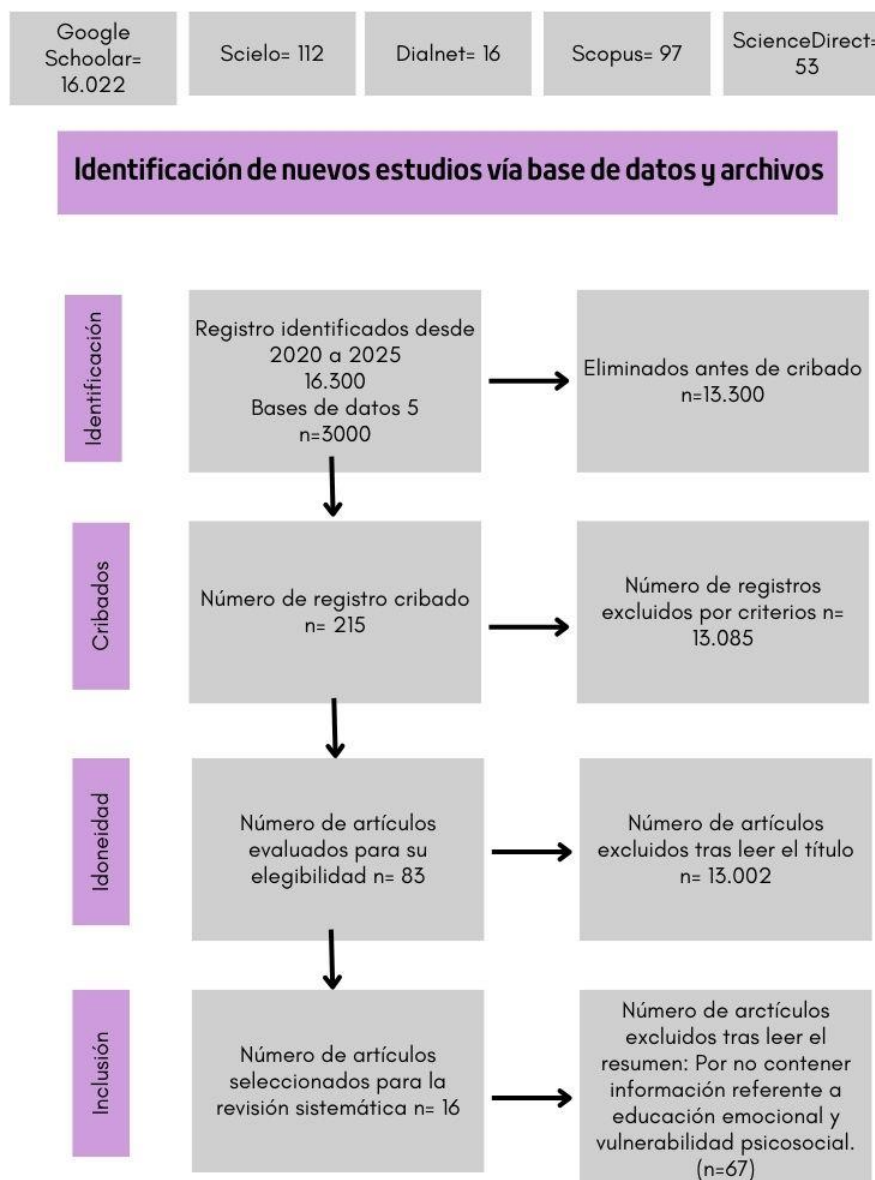 Google
Schoolar=
16.022
Scielo= 112
Dialnet= 16
Scopus= 97
ScienceDirect=
53
Identificación de nuevos estudios vía base de datos y archivos
Identificación
Registro identificados desde
2020 a 2025
16.300
Bases de datos 5
n=3000
Eliminados antes de cribado
n=13.300
Cribados
Número de registro cribado
n= 215
Número de registros
excluidos por criterios n=
13.085
Idoneidad
Número de artículos
evaluados para su
elegibilidad n= 83
Número de artículos
excluidos tras leer el título
n= 13.002
Inclusión
Número de artículos
seleccionados para la
revisión sistemática n= 16
Número de arctículos
excluidos tras leer el
resumen: Por no contener
información referente a
educación emocional y
vulnerabilidad psicosocial.
(n=67)